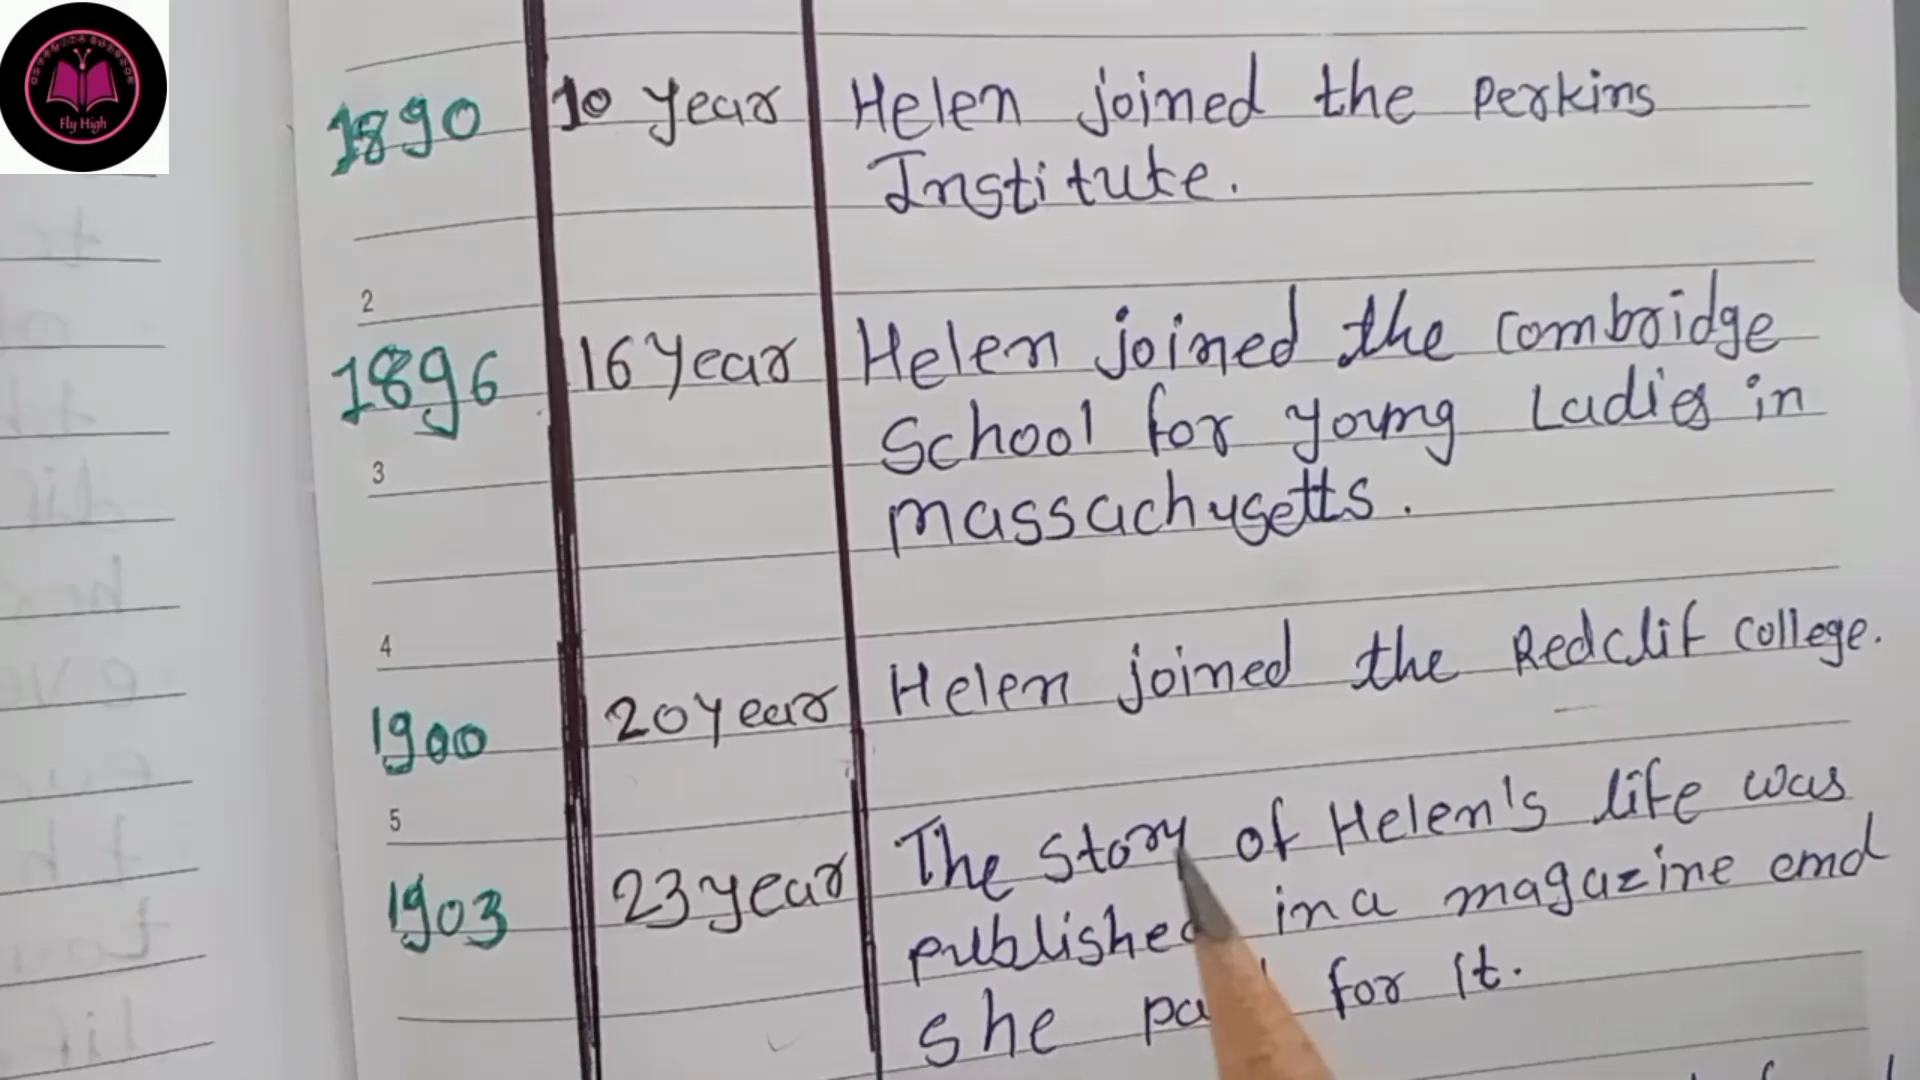 Fly High
1890 10 year Helen joined the Perkins
Institute.
2
1896 16 year Helen joined the Combridge
School for young Ladies in
3
massachusetts.
4
1900 20 year Helen joined the Redclif college.
5
1903 23 year The story of Helen's life was
published in a magazine and
she for it.